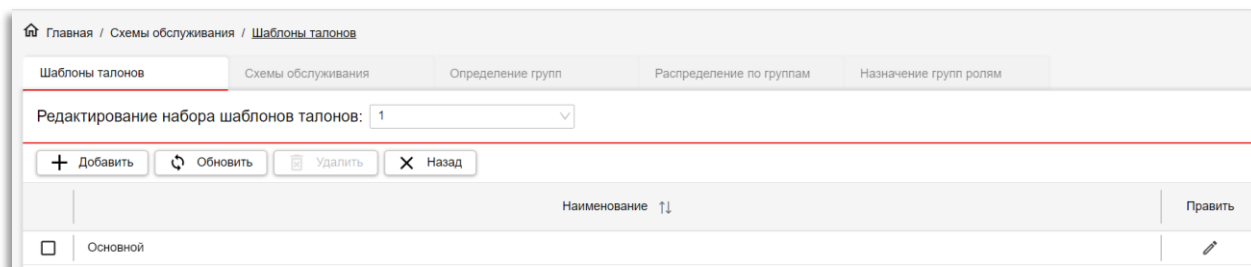 Главная / Схемы обслуживания / Шаблоны талонов
Шаблоны талонов Схемы обслуживания Определение групп Распределение по группам Назначение групп ролям
Редактирование набора шаблонов талонов: 1
Добавить Обновить Удалить Назад
Наименование Править
Основной